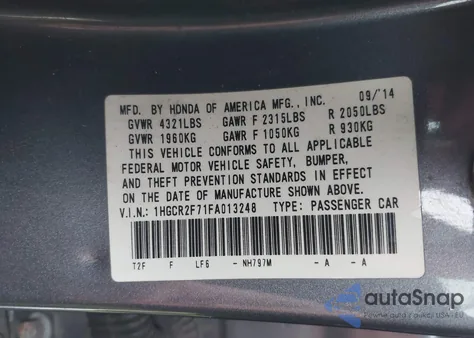 MFD. BY HONDA OF AMERICA MFG., INC. 09/'14
GVWR 4321LBS GAWR F 2315LBS R 2050LBS
GVWR 1960KG GAWR F 1050KG R 930KG
THIS VEHICLE CONFORMS TO ALL APPLICABLE
FEDERAL MOTOR VEHICLE SAFETY, BUMPER,
AND THEFT PREVENTION STANDARDS IN EFFECT
ON THE DATE OF MANUFACTURE SHOWN ABOVE.
V.I.N.: 1HGCR2F71FA013248 TYPE: PASSENGER CAR
T2F F LF6 - NH797M -A -A
autoSnap